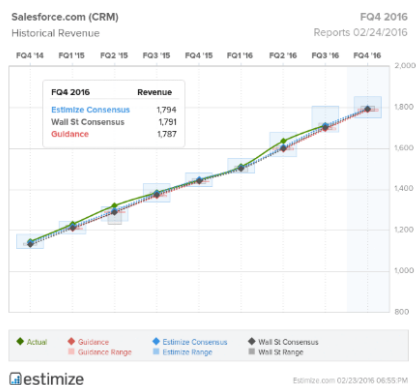 Salesforce.com (CRM)
FQ4 2016
Historical Revenue
Reports 02/24/2016
FQ4 '14 FQ1 '15 FQ2 '15 FQ3 '15 FQ4 '15 FQ1 '16 FQ2 '16 FQ3 '16 FQ4 '16
2,000
FQ4 2016 Revenue
Estimize Consensus 1,794
Wall St Consensus 1,791
Guidance 1,787
1,800
1,600
1,400
1,200
1,000
800
Actual Guidance Estimize Consensus Wall St Consensus
Guidance Range Estimize Range Wall St Range
estimize
Estimize.com 02/23/2016 06:59 PM